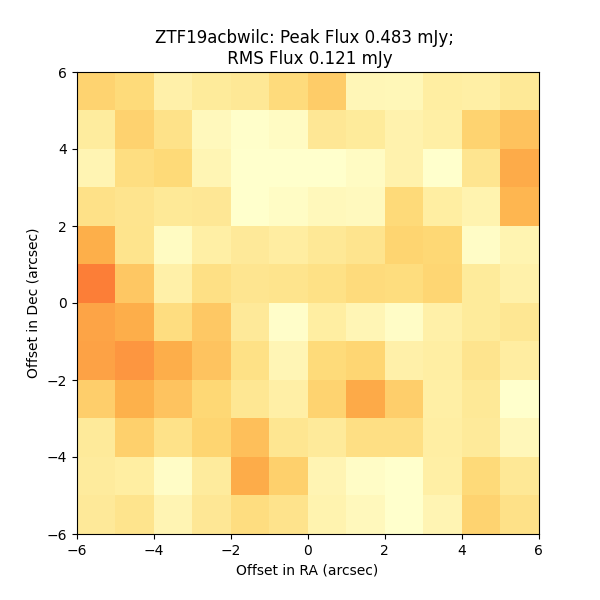 ZTF19acbwilc: Peak Flux 0.483 mJy;
RMS Flux 0.121 mJy
6
4
2
0
−2
−4
−6
Offset in Dec (arcsec)
−6 −4 −2 0 2 4 6
Offset in RA (arcsec)